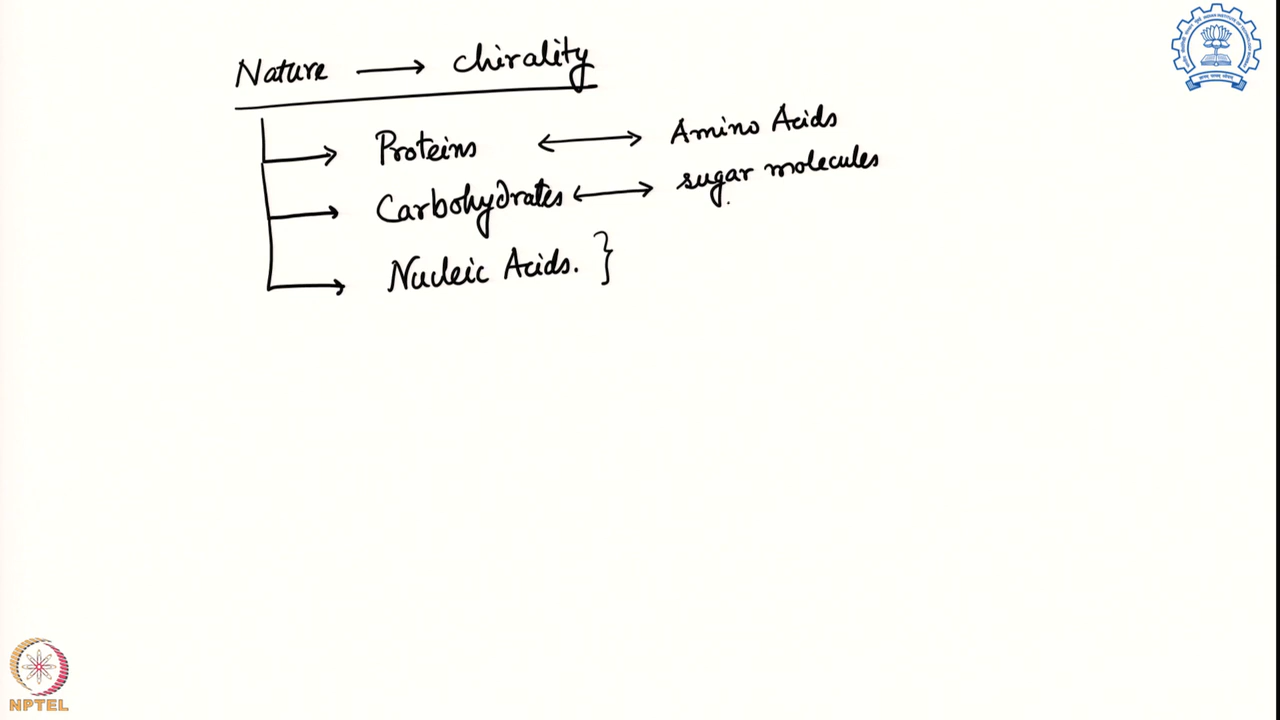 Nature → chirality
→ Proteins ↔ Amino Acids
→ Carbohydrates ↔ sugar molecules
→ Nucleic Acids. }
NPTEL